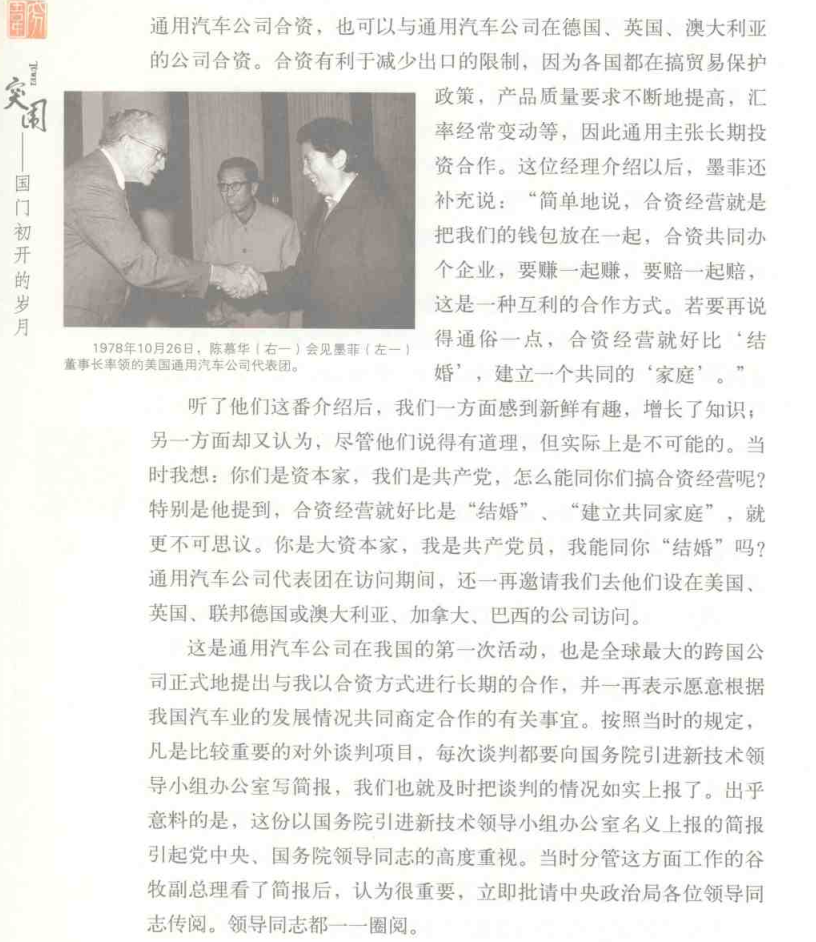 突围
——国门初开的岁月
通用汽车公司合资，也可以与通用汽车公司在德国、英国、澳大利亚
的公司合资。合资有利于减少出口的限制，因为各国都在搞贸易保护
政策，产品质量要求不断地提高，汇
率经常变动等，因此通用主张长期投
资合作。这位经理介绍以后，墨菲还
补充说：“简单地说，合资经营就是
把我们的钱包放在一起，合资共同办
个企业，要赚一起赚，要赔一起赔，
这是一种互利的合作方式。若要再说
得通俗一点，合资经营就好比‘结
婚’，建立一个共同的‘家庭’。”
1978年10月26日，陈慕华（右一）会见墨菲（左一）
董事长率领的美国通用汽车公司代表团。
听了他们这番介绍后，我们一方面感到新鲜有趣，增长了知识；
另一方面却又认为，尽管他们说得有道理，但实际上是不可能的。当
时我想：你们是资本家，我们是共产党，怎么能同你们搞合资经营呢？
特别是他提到，合资经营就好比是“结婚”、“建立共同家庭”，就
更不可思议。你是大资本家，我是共产党员，我能同你“结婚”吗？
通用汽车公司代表团在访问期间，还一再邀请我们去他们设在美国、
英国、联邦德国或澳大利亚、加拿大、巴西的公司访问。
这是通用汽车公司在我国的第一次活动，也是全球最大的跨国公
司正式地提出与我以合资方式进行长期的合作，并一再表示愿意根据
我国汽车业的发展情况共同商定合作的有关事宜。按照当时的规定，
凡是比较重要的对外谈判项目，每次谈判都要向国务院引进新技术领
导小组办公室写简报，我们也就及时把谈判的情况如实上报了。出乎
意料的是，这份以国务院引进新技术领导小组办公室名义上报的简报
引起党中央、国务院领导同志的高度重视。当时分管这方面工作的谷
牧副总理看了简报后，认为很重要，立即批请中央政治局各位领导同
志传阅。领导同志都一一圈阅。